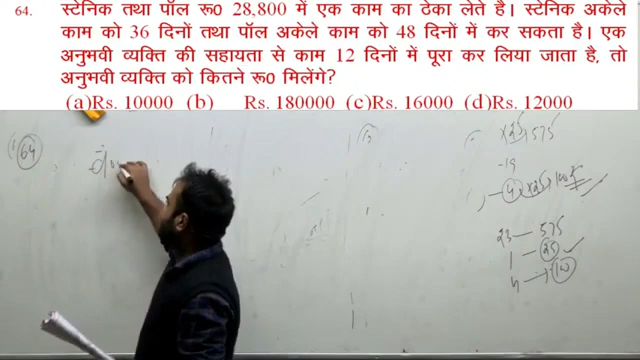 64. स्टेनिक तथा पॉल रू0 28,800 में एक काम का ठेका लेते है। स्टेनिक अकेले
काम को 36 दिनों तथा पॉल अकेले काम को 48 दिनों में कर सकता है। एक
अनुभवी व्यक्ति की सहायता से काम 12 दिनों में पूरा कर लिया जाता है, तो
अनुभवी व्यक्ति को कितने रू0 मिलेंगे?
(a)Rs. 10000 (b) Rs. 180000 (c)Rs. 16000 (d)Rs. 12000
64
575
23 — 575
1 — 25
4 → 100